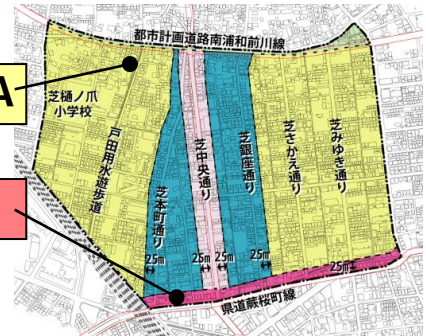 都市計画道路南浦和前川線
A
芝樋ノ爪
小学校
戸田用水遊歩道
芝本町通り
芝中央通り
芝銀座通り
芝さかえ通り
芝みゆき通り
25m
25m
25m
25m
25m
県道蕨桜町線